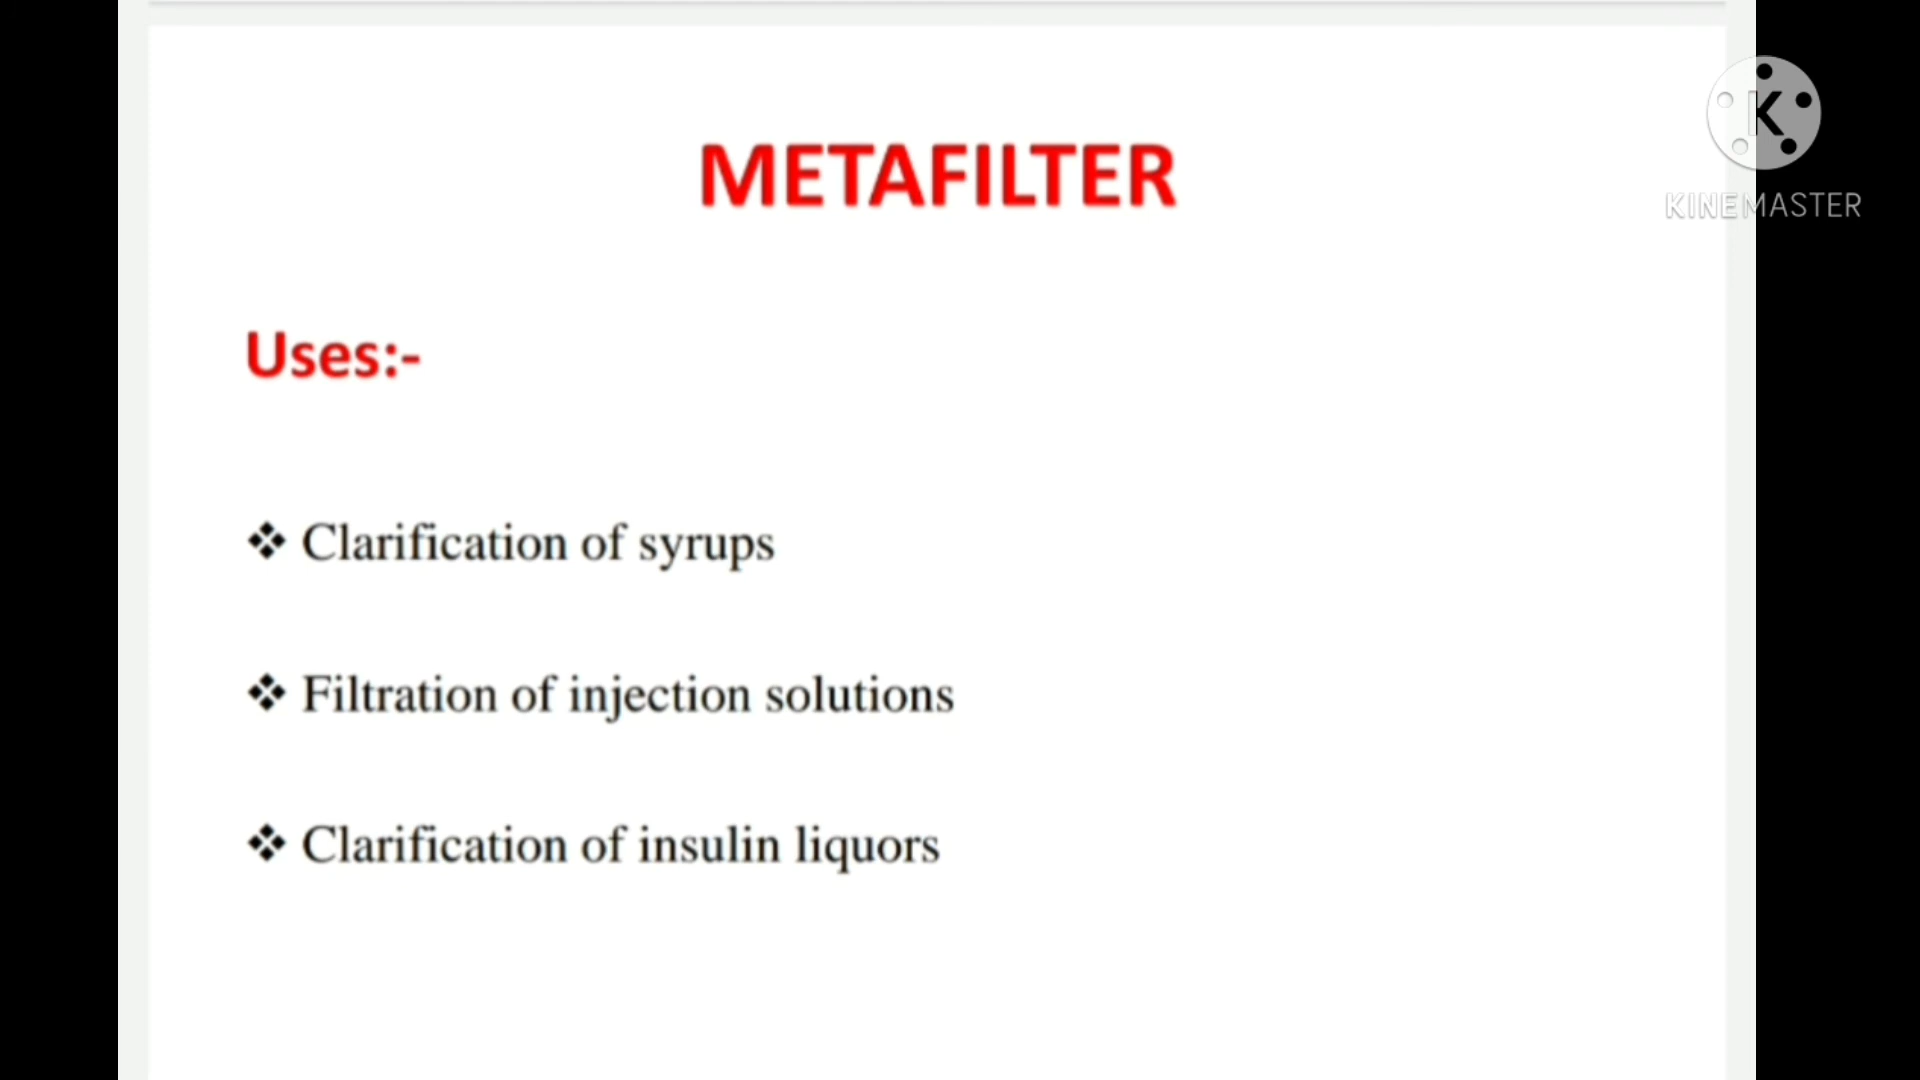 METAFILTER
K
KINEMASTER
Uses:-
❖ Clarification of syrups
❖ Filtration of injection solutions
❖ Clarification of insulin liquors